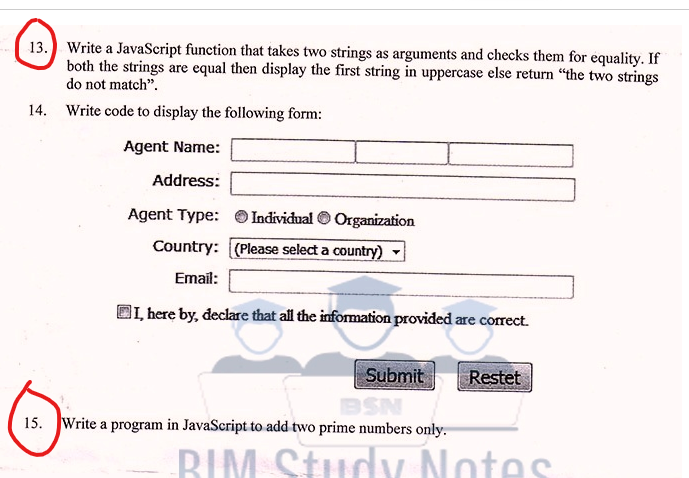 13. Write a JavaScript function that takes two strings as arguments and checks them for equality. If
both the strings are equal then display the first string in uppercase else return “the two strings
do not match”.
14. Write code to display the following form:
Agent Name:
Address:
Agent Type: Individual Organization
Country: (Please select a country)
Email:
I, here by, declare that all the information provided are correct.
Submit Restet
BSN
15. Write a program in JavaScript to add two prime numbers only.
BIM Study Notes